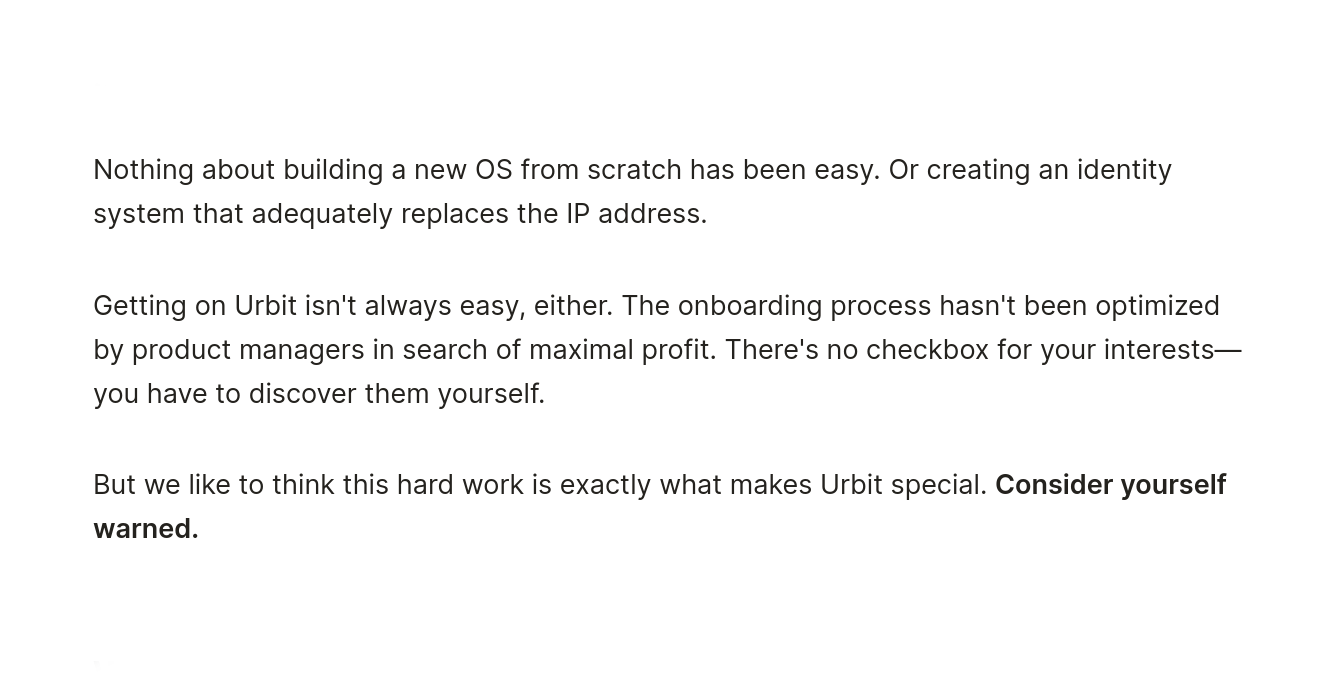 Nothing about building a new OS from scratch has been easy. Or creating an identity
system that adequately replaces the IP address.
Getting on Urbit isn't always easy, either. The onboarding process hasn't been optimized
by product managers in search of maximal profit. There's no checkbox for your interests—
you have to discover them yourself.
But we like to think this hard work is exactly what makes Urbit special. Consider yourself
warned.